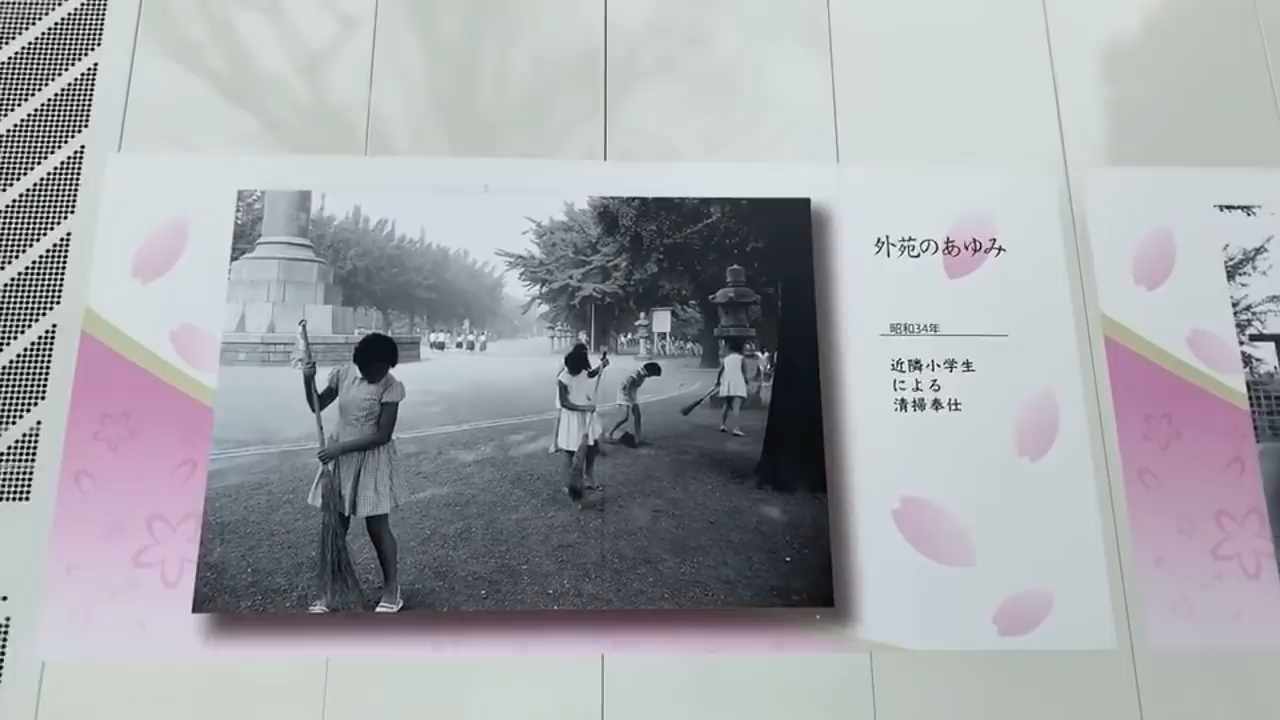 外苑のあゆみ
昭和34年
近隣小学生
による
清掃奉仕